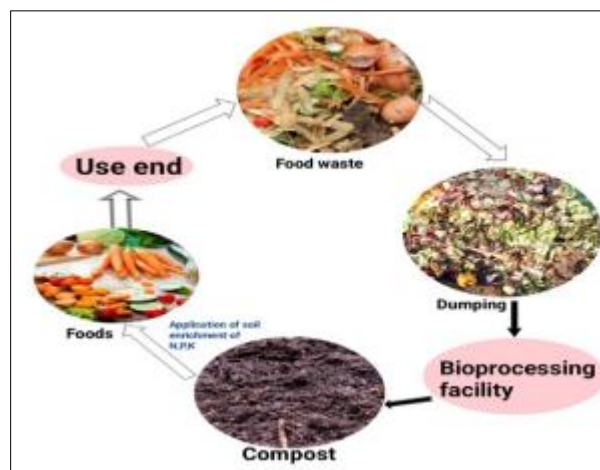 Food waste
Use end
Dumping
Foods
Application of soil
enrichment of
N.P.K
Bioprocessing
facility
Compost